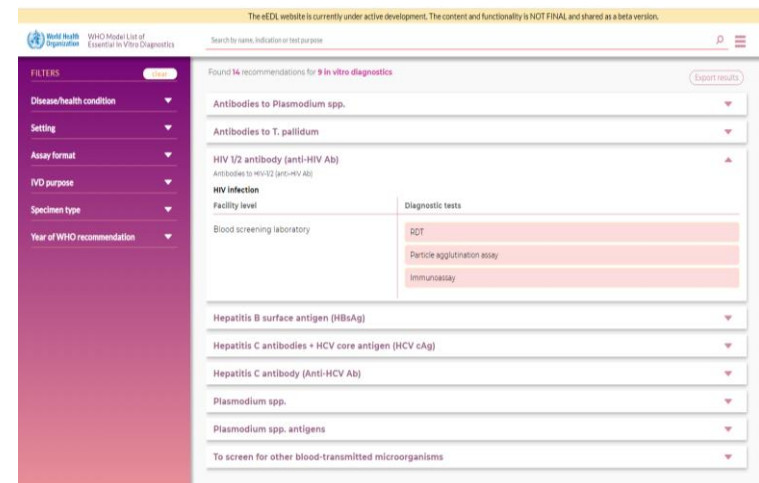 The eEDL website is currently under active development. The content and functionality is NOT FINAL and shared as a beta version.
World Health Organization
WHO Model List of Essential In Vitro Diagnostics
Search by name, indication or test purpose
FILTERS
clear
Disease/health condition
Setting
Assay format
IVD purpose
Specimen type
Year of WHO recommendation
Found 14 recommendations for 9 in vitro diagnostics
Export results
Antibodies to Plasmodium spp.
Antibodies to T. pallidum
HIV 1/2 antibody (anti-HIV Ab)
Antibodies to HIV-1/2 (anti-HIV Ab)
HIV infection
Facility level
Diagnostic tests
Blood screening laboratory
RDT
Particle agglutination assay
Immunoassay
Hepatitis B surface antigen (HBsAg)
Hepatitis C antibodies + HCV core antigen (HCV cAg)
Hepatitis C antibody (Anti-HCV Ab)
Plasmodium spp.
Plasmodium spp. antigens
To screen for other blood-transmitted microorganisms